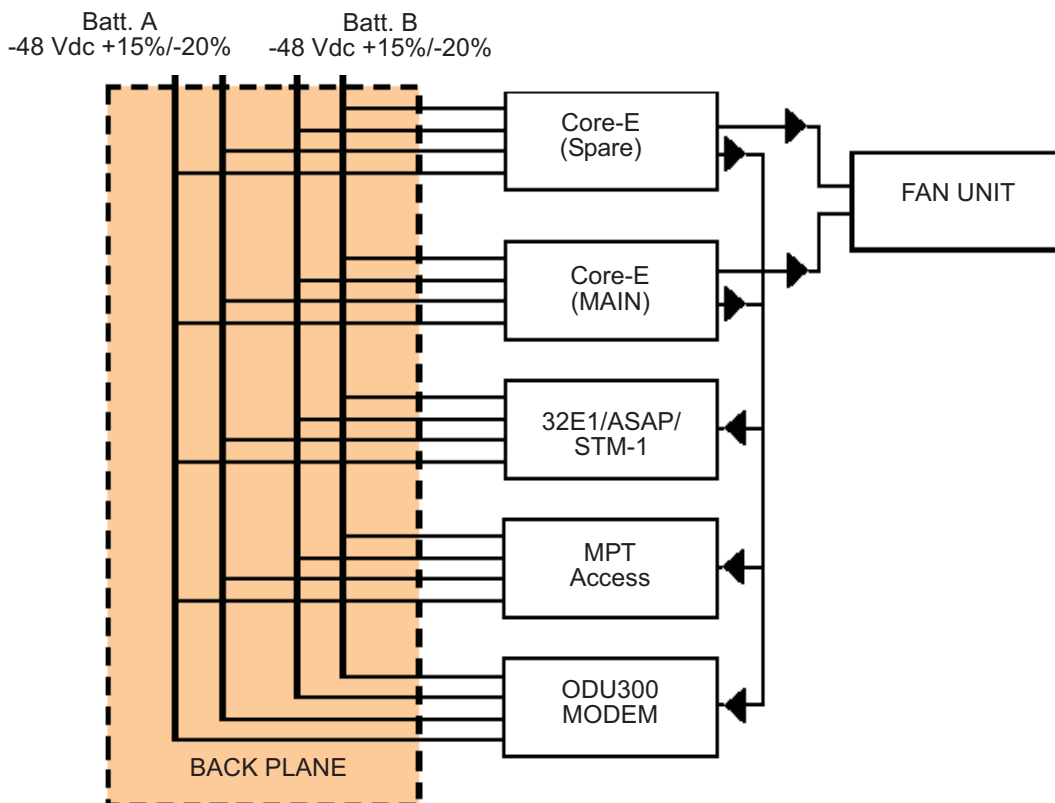 Batt. A
-48 Vdc +15%/-20%
Batt. B
-48 Vdc +15%/-20%
Core-E
(Spare)
FAN UNIT
Core-E
(MAIN)
32E1/ASAP/
STM-1
MPT
Access
ODU300
MODEM
BACK PLANE